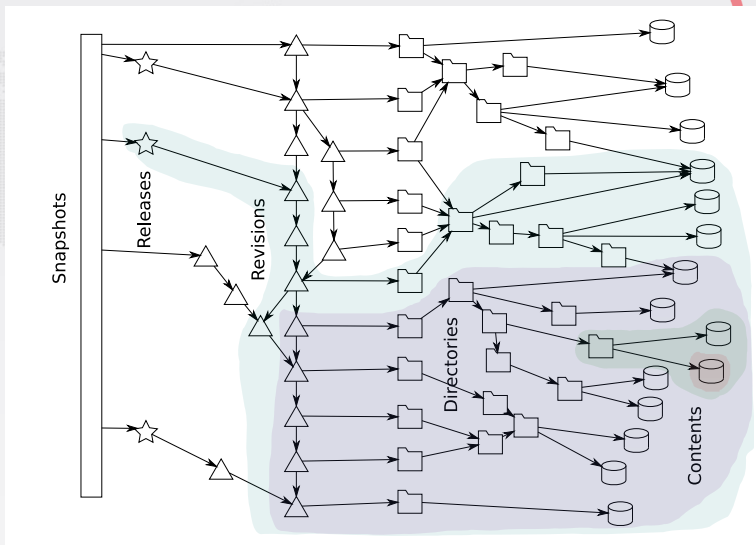 Snapshots
Releases
Revisions
Directories
Contents